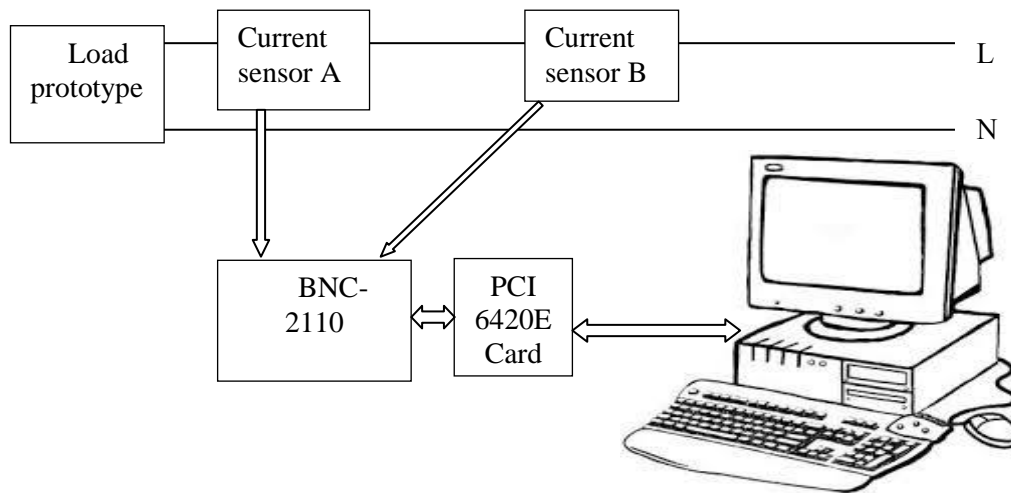 Load
prototype
Current
sensor A
Current
sensor B
L
N
BNC-
2110
PCI
6420E
Card